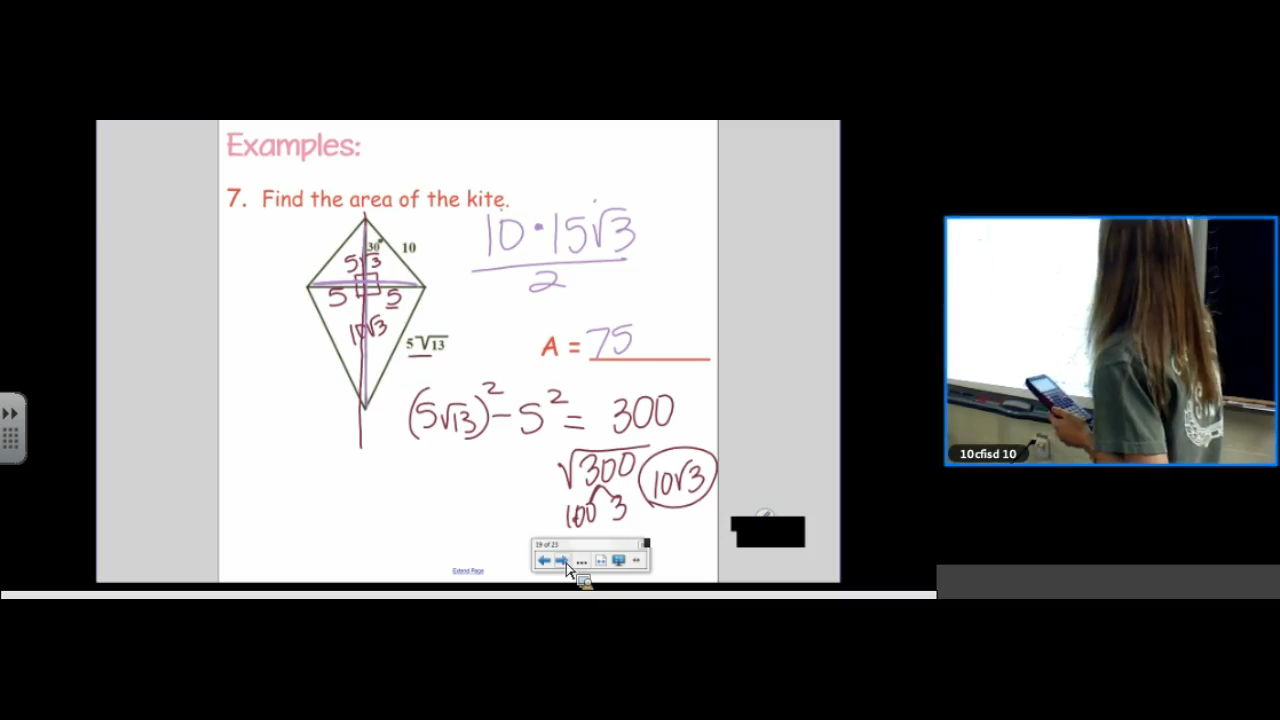 Examples:
7. Find the area of the kite.
10 · 15√3
2
30°
10
5√3
5
5
10√3
5√13
A = 75
(5√13)² - 5² = 300
√300
10√3
100 3
19 of 23
Extend Page
10cfisd 10